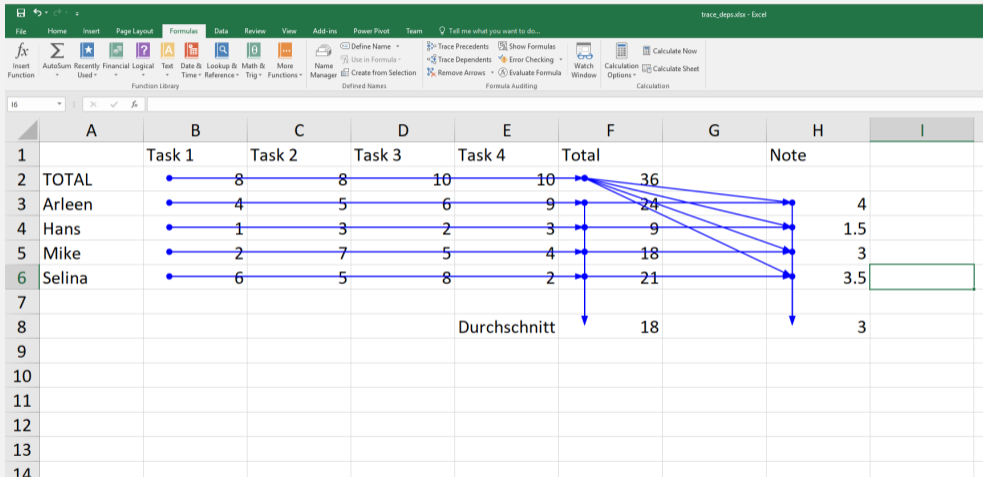 trace_deps.xlsx - Excel
File Home Insert Page Layout Formulas Data Review View Add-ins Power Pivot Team Tell me what you want to do...
fx Insert Function
AutoSum
Recently Used
Financial
Logical
Text
Date & Time
Lookup & Reference
Math & Trig
More Functions
Function Library
Name Manager
Define Name
Use in Formula
Create from Selection
Defined Names
Trace Precedents
Trace Dependents
Remove Arrows
Show Formulas
Error Checking
Evaluate Formula
Watch Window
Formula Auditing
Calculation Options
Calculate Now
Calculate Sheet
Calculation
I6 fx
A B C D E F G H I
1 Task 1 Task 2 Task 3 Task 4 Total Note
2 TOTAL 8 8 10 10 36
3 Arleen 4 5 6 9 24 4
4 Hans 1 3 2 3 9 1.5
5 Mike 2 7 5 4 18 3
6 Selina 6 5 8 2 21 3.5
7
8 Durchschnitt 18 3
9
10
11
12
13
14